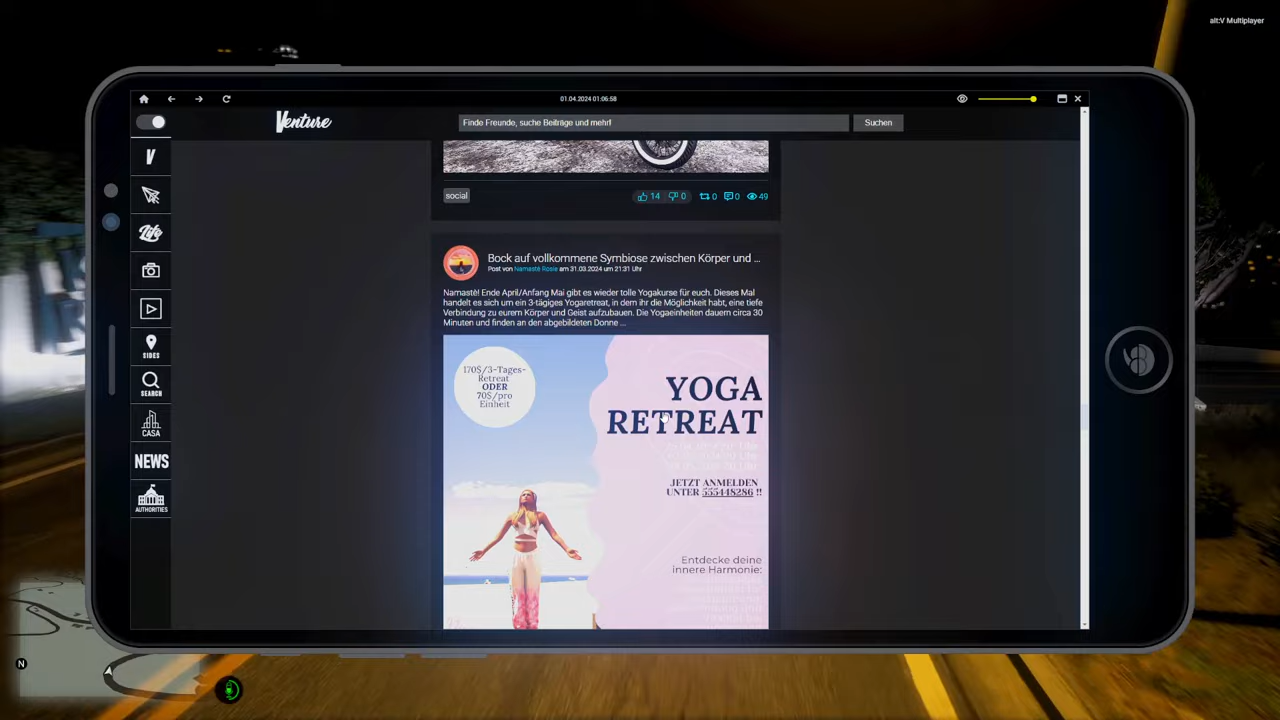 alt:V Multiplayer
01.04.2024 01:06:58
Venture
Finde Freunde, suche Beiträge und mehr!
Suchen
V
Life
SIDES
SEARCH
CASA
NEWS
AUTHORITIES
social
14
0
0
0
49
Bock auf vollkommene Symbiose zwischen Körper und ...
Post von Namasté Rosie am 31.03.2024 um 21:31 Uhr
Namasté! Ende April/Anfang Mai gibt es wieder tolle Yogakurse für euch. Dieses Mal
handelt es sich um ein 3-tägiges Yogaretreat, in dem ihr die Möglichkeit habt, eine tiefe
Verbindung zu eurem Körper und Geist aufzubauen. Die Yogaeinheiten dauern circa 30
Minuten und finden an den abgebildeten Donne ...
170$/3-Tages-
Retreat
ODER
70$/pro
Einheit
YOGA
RETREAT
JETZT ANMELDEN
UNTER 555448286 !!
Entdecke deine
innere Harmonie:
N